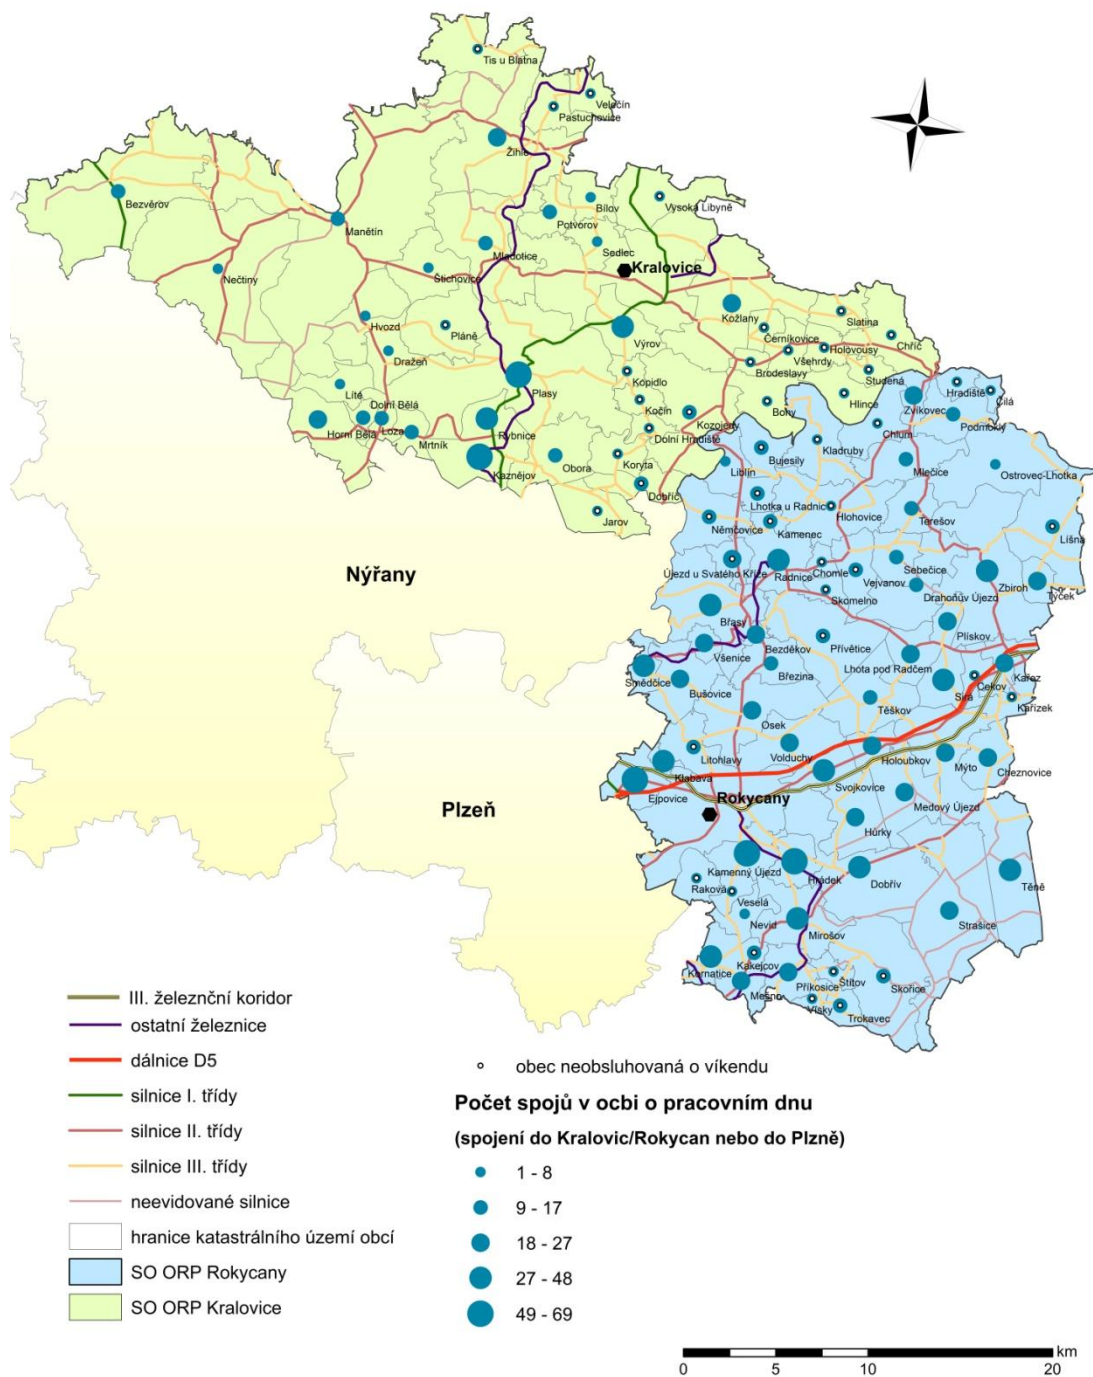 Tis u Blatna
Velečín
Pastuchovice
Žihle
Bezvěrov
Bílov
Vysoká Libyně
Potvorov
Manětín
Mladotice
Sedlec
Kralovice
Nečtiny
Štichovice
Kožlany
Slatina
Hvozd
Pláně
Výrov
Černíkovice
Holovousy
Chříč
Všehrdy
Dražeň
Brodeslavy
Studená
Kopidlo
Plasy
Líté
Hradiště
Čilá
Hlince
Zvíkovec
Dolní Bělá
Kočín
Bohy
Horní Bělá
Loza
Rybnice
Kozojedy
Podmokly
Mrtník
Dolní Hradiště
Chlum
Kladruby
Bujesily
Obora
Koryta
Liblín
Mlečice
Ostrovec-Lhotka
Kaznějov
Dobříč
Lhotka u Radnic
Hlohovice
Terešov
Jarov
Němčovice
Kamenec
Líšná
Nýřany
Újezd u Svatého Kříže
Radnice
Chomle
Sebečice
Vejvanov
Zbiroh
Týček
Skomelno
Drahoňův Újezd
Břasy
Plískov
Všenice
Bezděkov
Přívětice
Lhota pod Radčem
Smědčice
Březina
Cekov
Kařez
Bušovice
Sirá
Kařízek
Těškov
Osek
Litohlavy
Volduchy
Holoubkov
Mýto
Cheznovice
Klabava
Svojkovice
Ejpovice
Rokycany
Medový Újezd
Plzeň
Hůrky
Kamenný Újezd
Hrádek
Dobřív
Těně
Raková
Veselá
Nevid
Strašice
Mirošov
Kornatice
Kakejcov
Štítov
Mešno
Příkosice
Skořice
Vísky
Trokavec
III. železnční koridor
ostatní železnice
dálnice D5
silnice I. třídy
silnice II. třídy
silnice III. třídy
neevidované silnice
hranice katastrálního území obcí
SO ORP Rokycany
SO ORP Kralovice
obec neobsluhovaná o víkendu
Počet spojů v ocbi o pracovním dnu
(spojení do Kralovic/Rokycan nebo do Plzně)
1 - 8
9 - 17
18 - 27
27 - 48
49 - 69
km
0 5 10 20